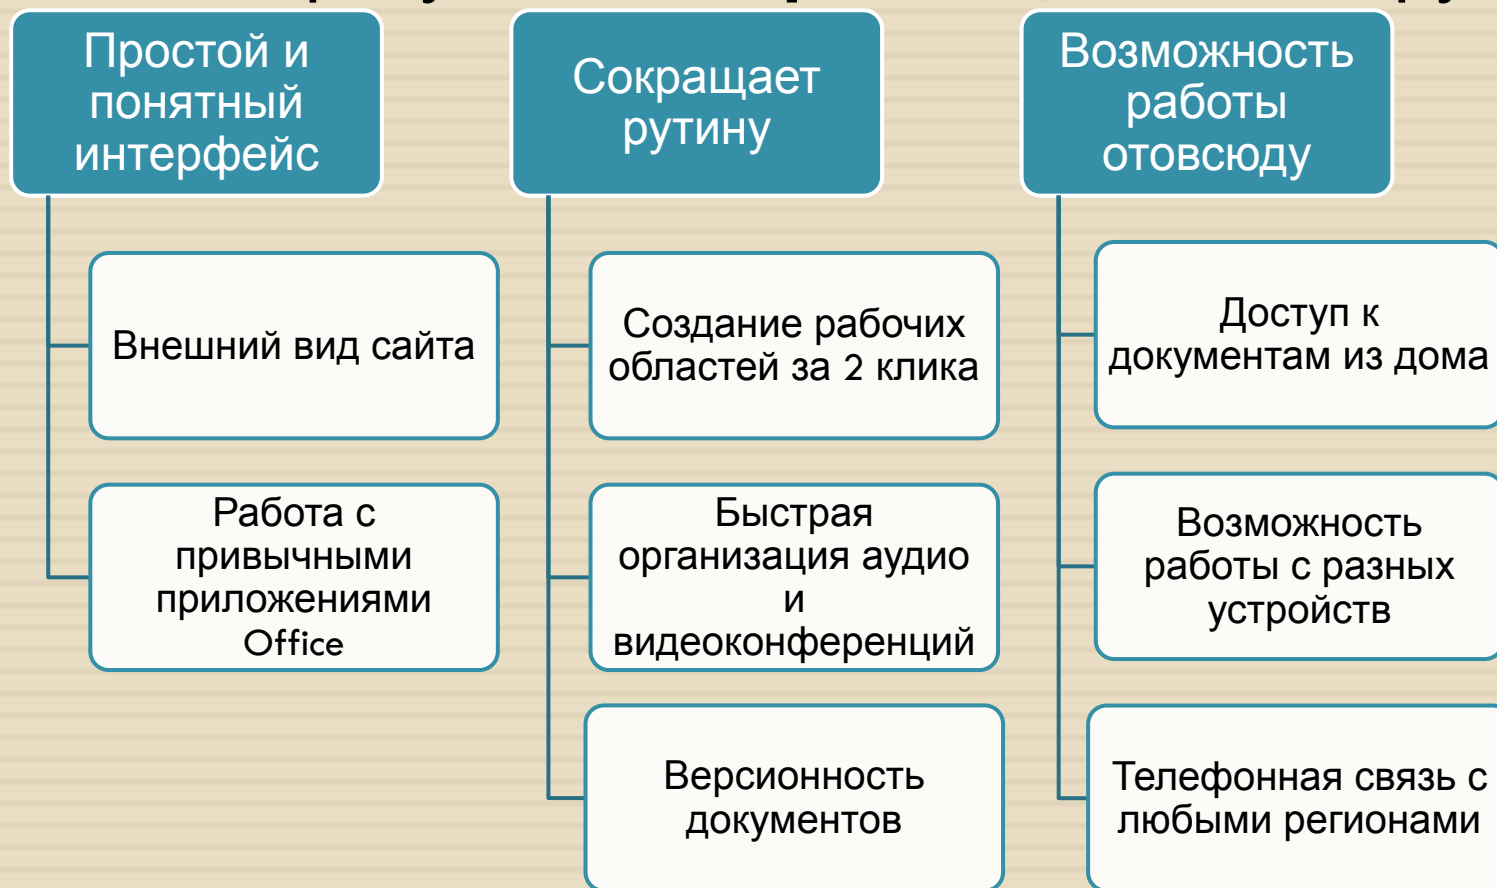 Простой и
понятный
интерфейс
Внешний вид сайта
Работа с
привычными
приложениями
Office
Сокращает
рутину
Создание рабочих
областей за 2 клика
Быстрая
организация аудио
и
видеоконференций
Версионность
документов
Возможность
работы
отовсюду
Доступ к
документам из дома
Возможность
работы с разных
устройств
Телефонная связь с
любыми регионами